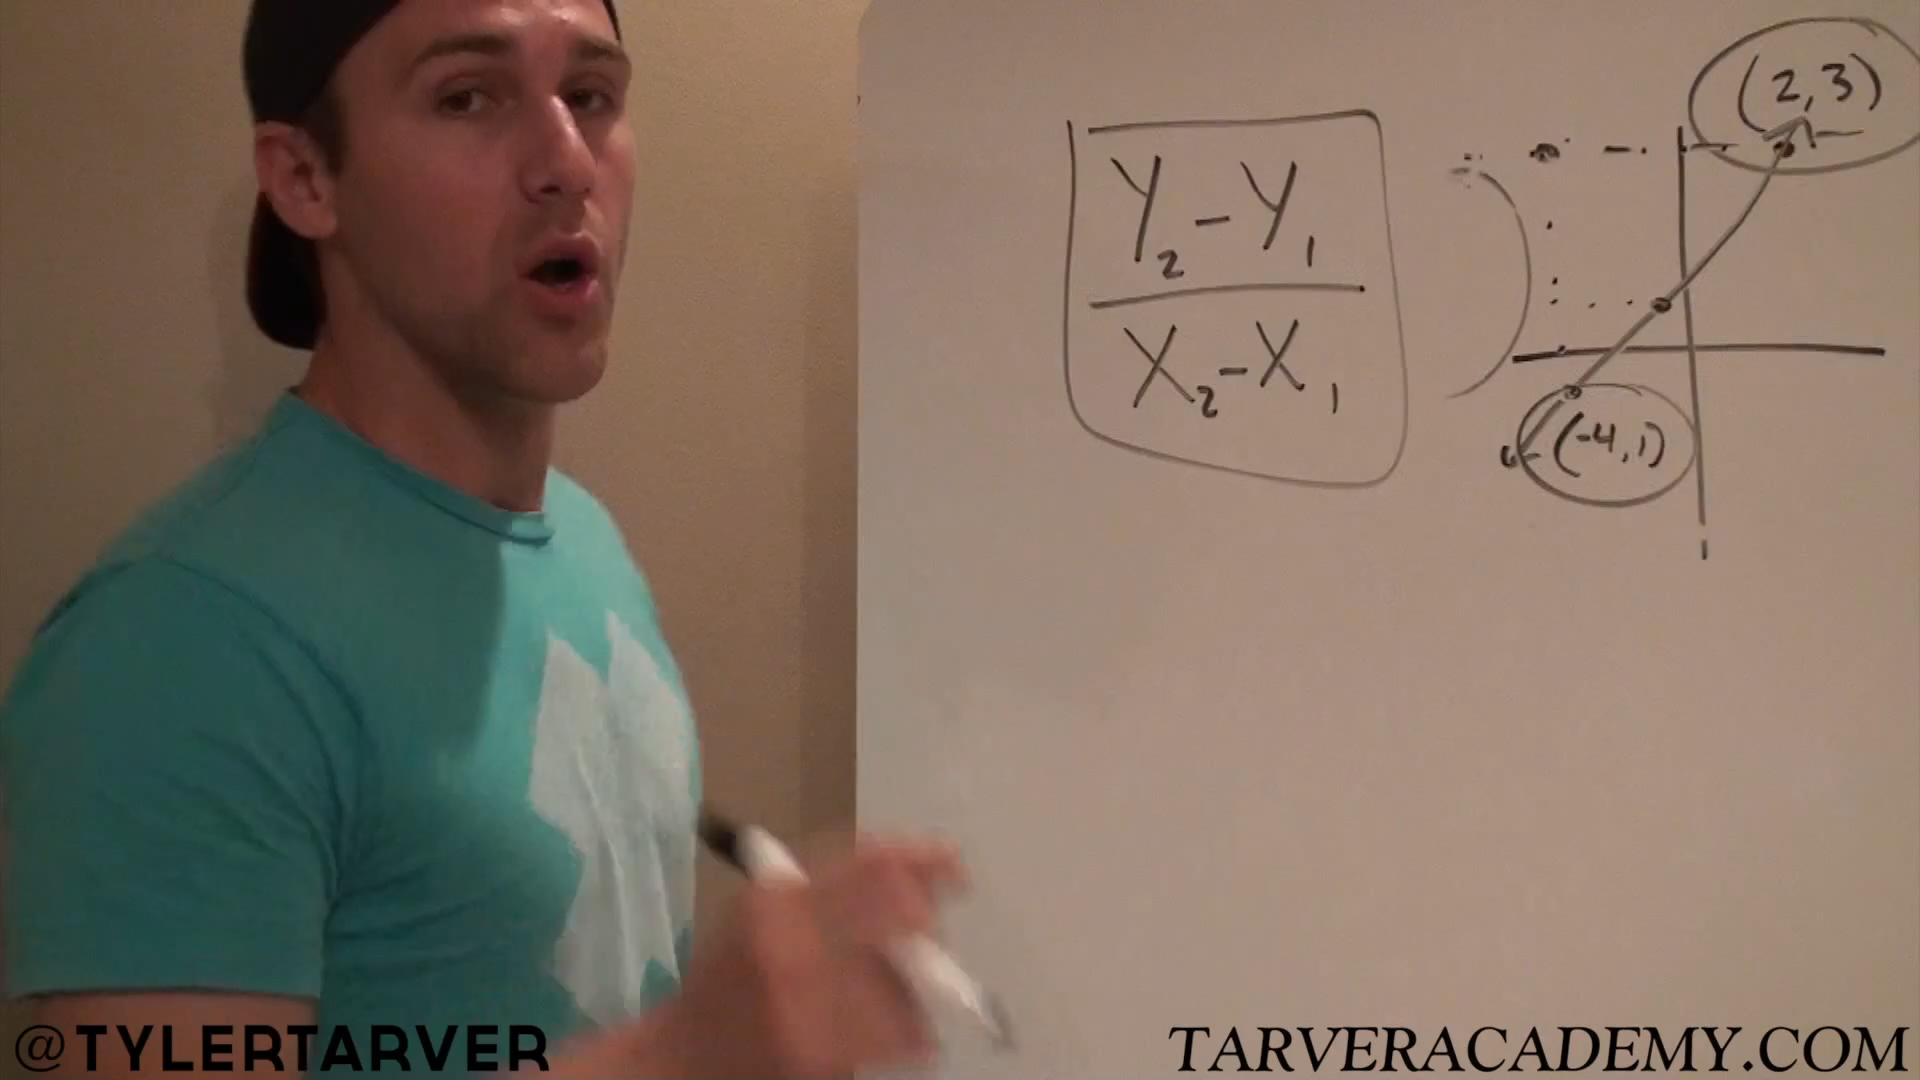 (2,3)
Y2-Y1
X2-X1
(-4,1)
@TYLERTARVER
TARVERACADEMY.COM